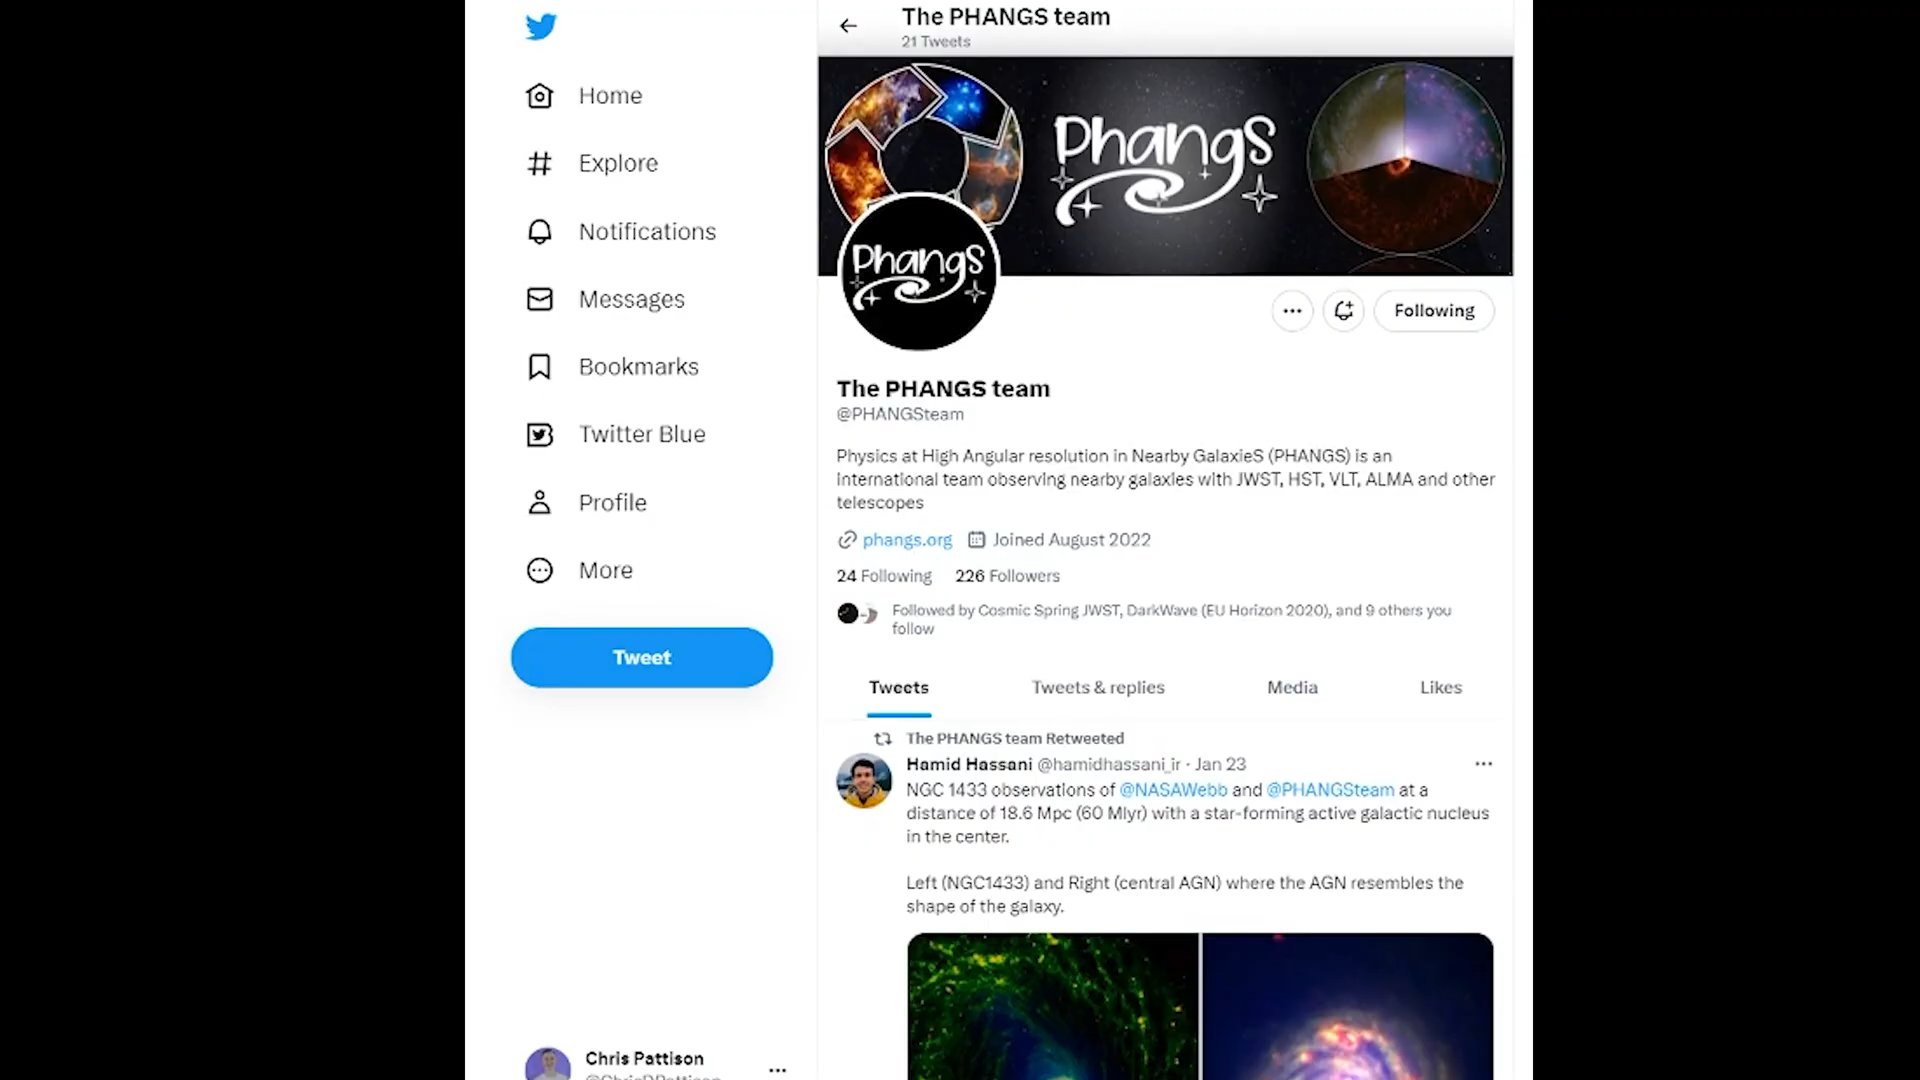 Home
Explore
Notifications
Messages
Bookmarks
Twitter Blue
Profile
More
Tweet
Chris Pattison
The PHANGS team
21 Tweets
Phangs
Phangs
Following
The PHANGS team
@PHANGSteam
Physics at High Angular resolution in Nearby GalaxieS (PHANGS) is an
international team observing nearby galaxies with JWST, HST, VLT, ALMA and other
telescopes
phangs.org Joined August 2022
24 Following 226 Followers
Followed by Cosmic Spring JWST, DarkWave (EU Horizon 2020), and 9 others you
follow
Tweets Tweets & replies Media Likes
The PHANGS team Retweeted
Hamid Hassani @hamidhassani_ir · Jan 23
NGC 1433 observations of @NASAWebb and @PHANGSteam at a
distance of 18.6 Mpc (60 Mlyr) with a star-forming active galactic nucleus
in the center.
Left (NGC1433) and Right (central AGN) where the AGN resembles the
shape of the galaxy.